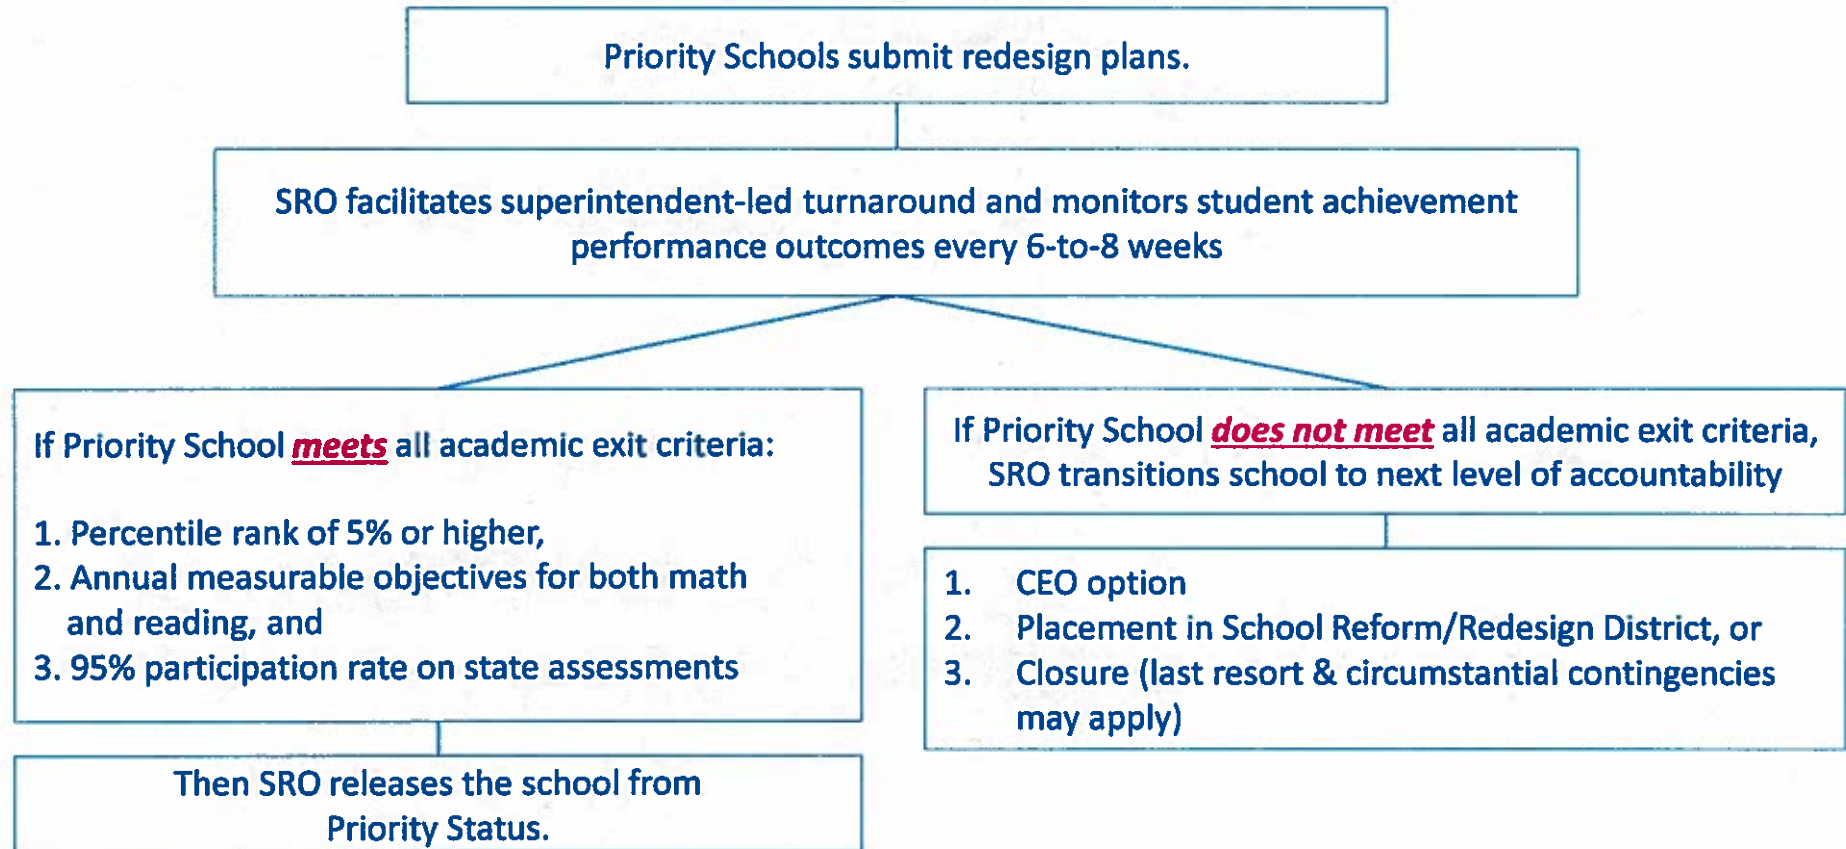 Priority Schools submit redesign plans.
SRO facilitates superintendent-led turnaround and monitors student achievement
performance outcomes every 6-to-8 weeks
If Priority School meets all academic exit criteria:
1. Percentile rank of 5% or higher,
2. Annual measurable objectives for both math
and reading, and
3. 95% participation rate on state assessments
Then SRO releases the school from
Priority Status.
If Priority School does not meet all academic exit criteria,
SRO transitions school to next level of accountability
1. CEO option
2. Placement in School Reform/Redesign District, or
3. Closure (last resort & circumstantial contingencies
may apply)